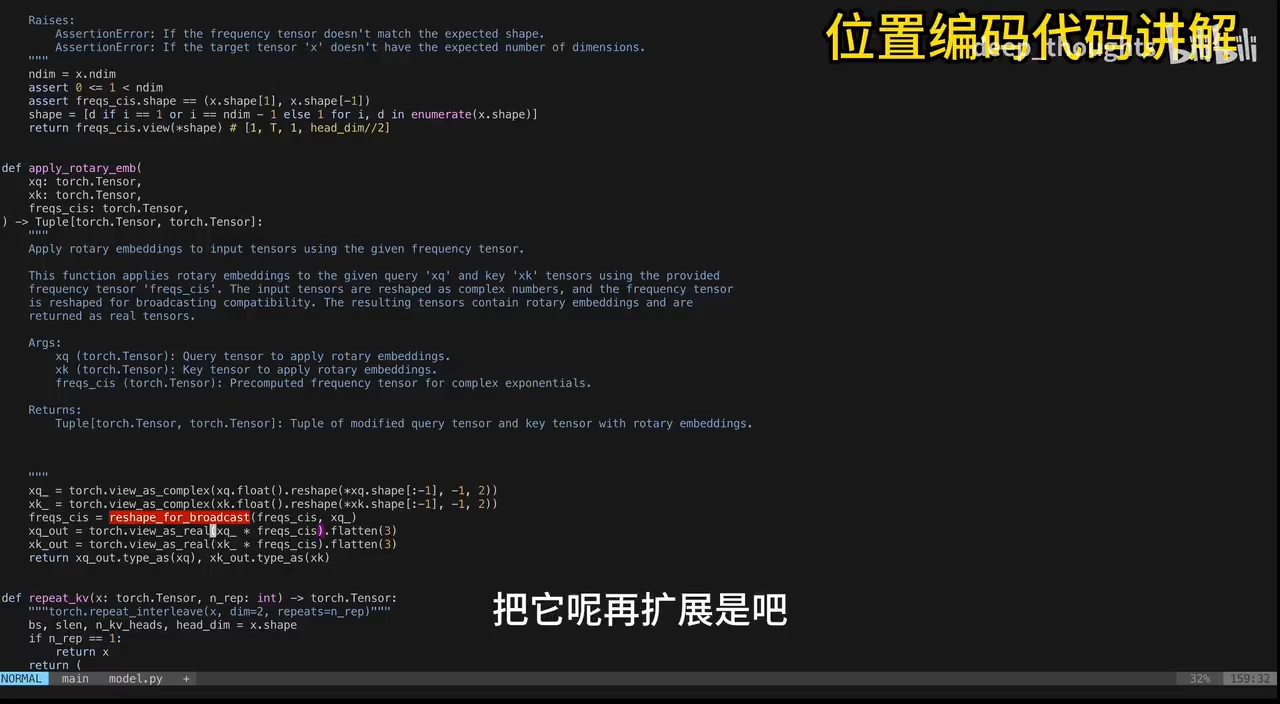 位置编码代码讲解
deep_thoughts bilibili
Raises:
AssertionError: If the frequency tensor doesn't match the expected shape.
AssertionError: If the target tensor 'x' doesn't have the expected number of dimensions.
"""
ndim = x.ndim
assert 0 <= 1 < ndim
assert freqs_cis.shape == (x.shape[1], x.shape[-1])
shape = [d if i == 1 or i == ndim - 1 else 1 for i, d in enumerate(x.shape)]
return freqs_cis.view(*shape) # [1, T, 1, head_dim//2]
def apply_rotary_emb(
xq: torch.Tensor,
xk: torch.Tensor,
freqs_cis: torch.Tensor,
) -> Tuple[torch.Tensor, torch.Tensor]:
"""
Apply rotary embeddings to input tensors using the given frequency tensor.
This function applies rotary embeddings to the given query 'xq' and key 'xk' tensors using the provided
frequency tensor 'freqs_cis'. The input tensors are reshaped as complex numbers, and the frequency tensor
is reshaped for broadcasting compatibility. The resulting tensors contain rotary embeddings and are
returned as real tensors.
Args:
xq (torch.Tensor): Query tensor to apply rotary embeddings.
xk (torch.Tensor): Key tensor to apply rotary embeddings.
freqs_cis (torch.Tensor): Precomputed frequency tensor for complex exponentials.
Returns:
Tuple[torch.Tensor, torch.Tensor]: Tuple of modified query tensor and key tensor with rotary embeddings.
"""
xq_ = torch.view_as_complex(xq.float().reshape(*xq.shape[:-1], -1, 2))
xk_ = torch.view_as_complex(xk.float().reshape(*xk.shape[:-1], -1, 2))
freqs_cis = reshape_for_broadcast(freqs_cis, xq_)
xq_out = torch.view_as_real(xq_ * freqs_cis).flatten(3)
xk_out = torch.view_as_real(xk_ * freqs_cis).flatten(3)
return xq_out.type_as(xq), xk_out.type_as(xk)
def repeat_kv(x: torch.Tensor, n_rep: int) -> torch.Tensor:
"""torch.repeat_interleave(x, dim=2, repeats=n_rep)"""
bs, slen, n_kv_heads, head_dim = x.shape
if n_rep == 1:
return x
return (
把它呢再扩展是吧
NORMAL main model.py + 32% 159:32